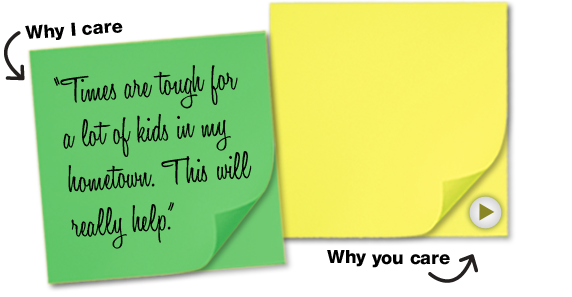 Why I care
"Times are tough for
a lot of kids in my
hometown. This will
really help."
Why you care